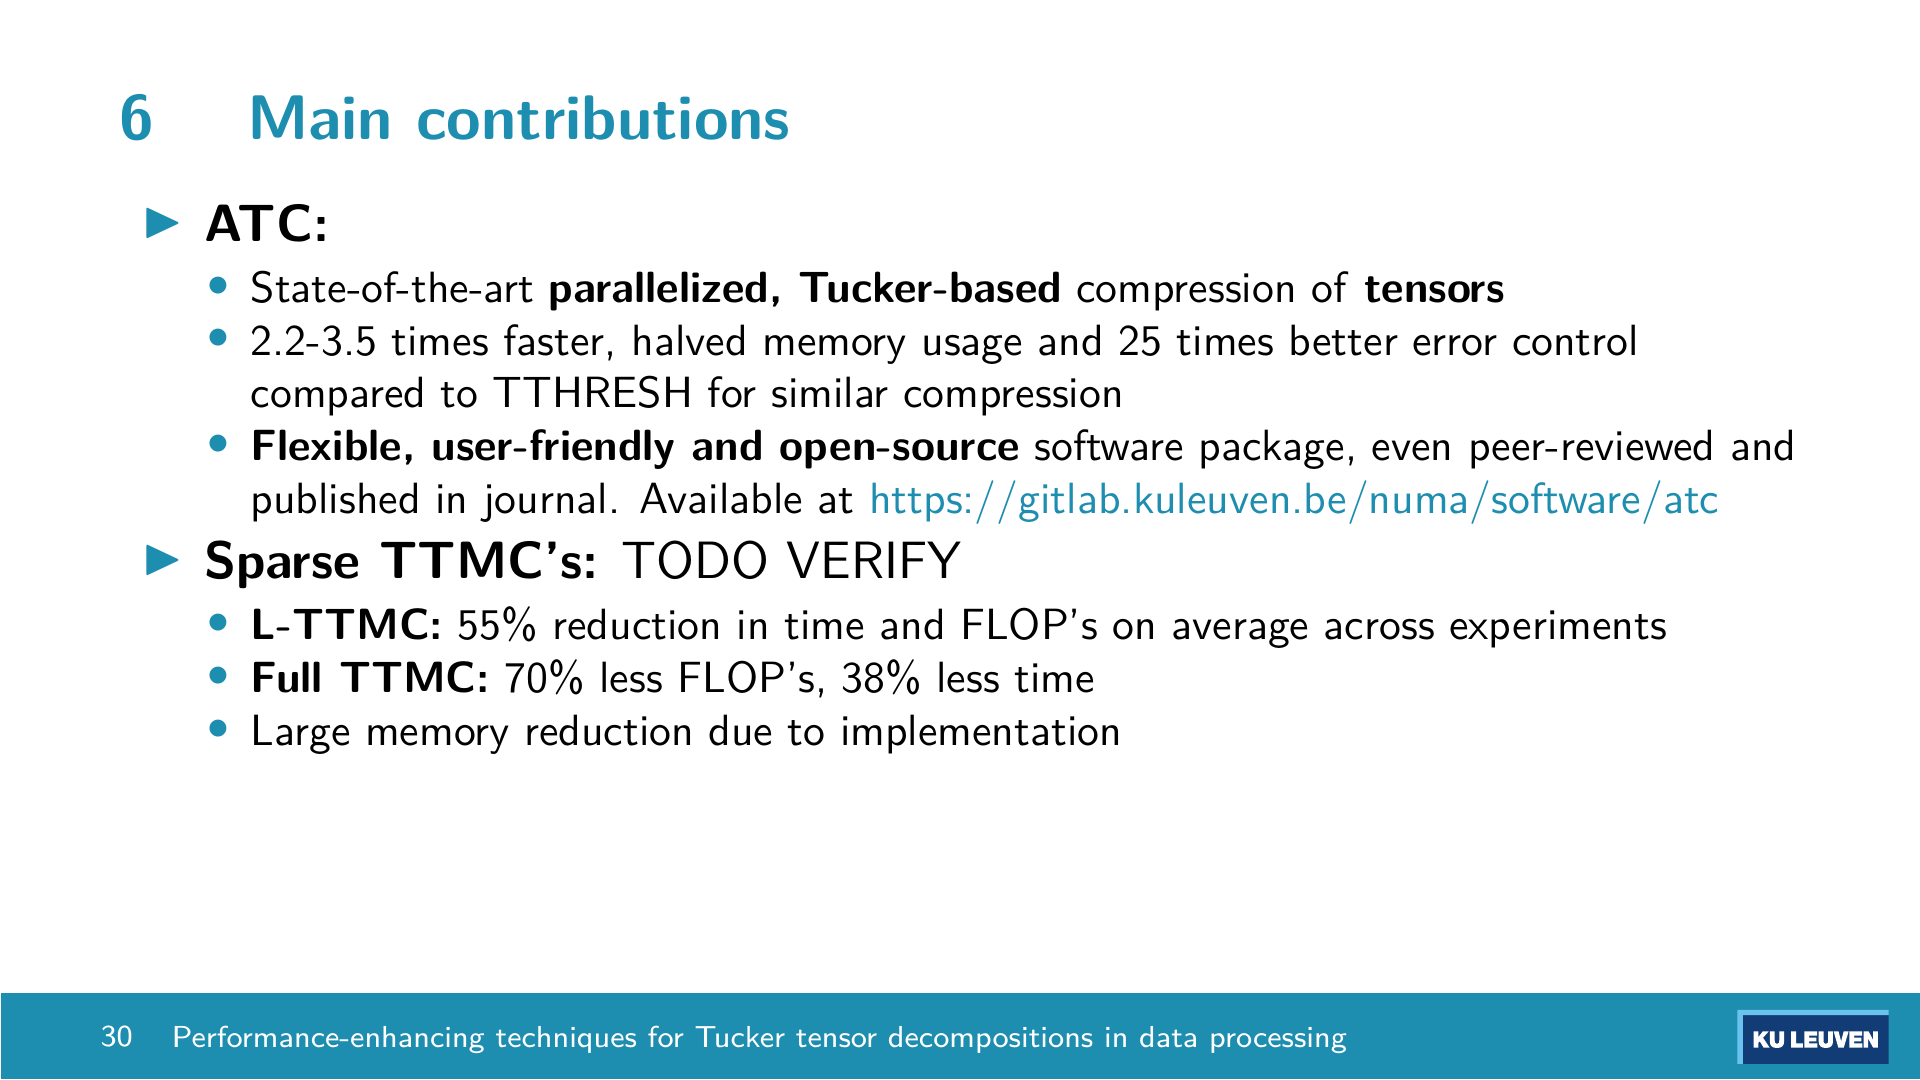 6 Main contributions
ATC:
State-of-the-art parallelized, Tucker-based compression of tensors
2.2-3.5 times faster, halved memory usage and 25 times better error control
compared to TTHRESH for similar compression
Flexible, user-friendly and open-source software package, even peer-reviewed and
published in journal. Available at https://gitlab.kuleuven.be/numa/software/atc
Sparse TTMC's: TODO VERIFY
L-TTMC: 55% reduction in time and FLOP's on average across experiments
Full TTMC: 70% less FLOP's, 38% less time
Large memory reduction due to implementation
30 Performance-enhancing techniques for Tucker tensor decompositions in data processing
KU LEUVEN